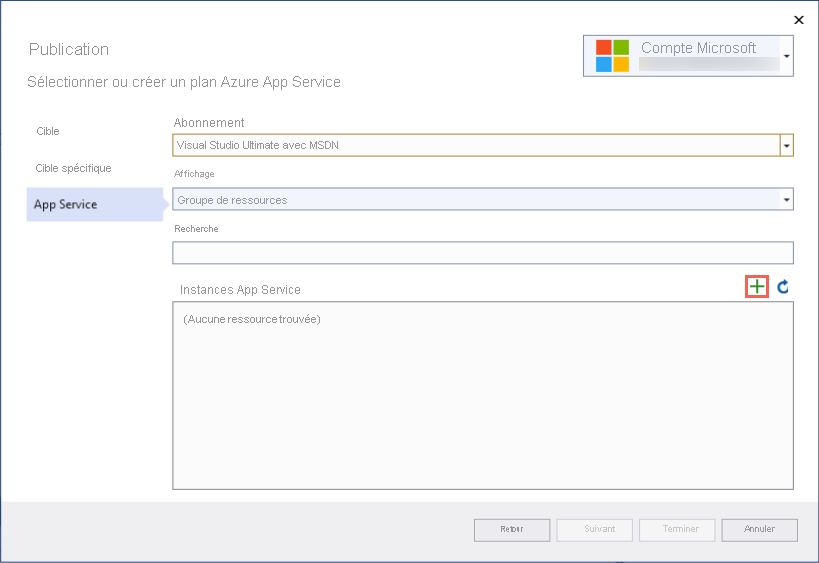 Publication
Compte Microsoft
Sélectionner ou créer un plan Azure App Service
Cible
Cible spécifique
App Service
Abonnement
Visual Studio Ultimate avec MSDN
Affichage
Groupe de ressources
Recherche
Instances App Service
(Aucune ressource trouvée)
Retour
Suivant
Terminer
Annuler